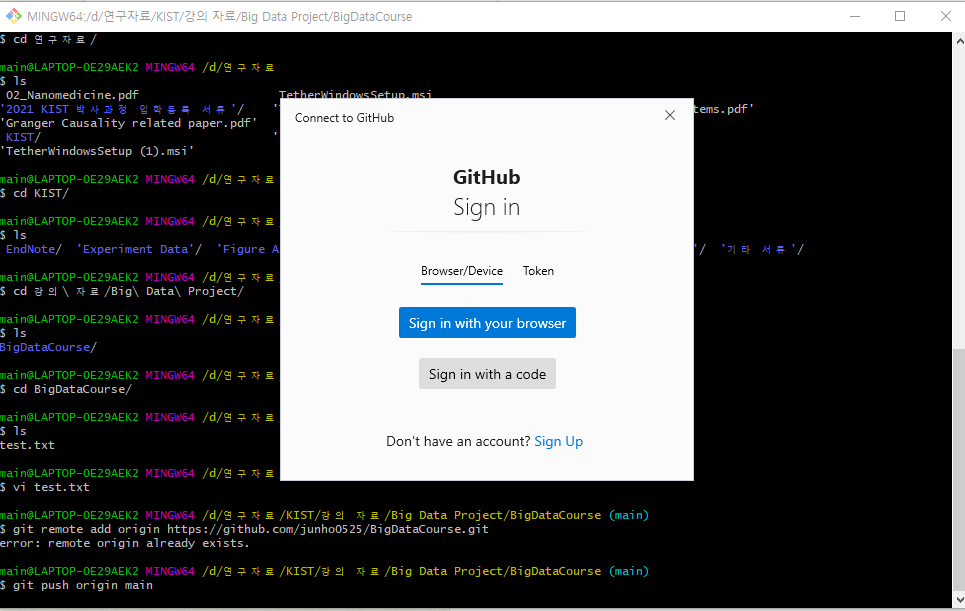 MINGW64:/d/연구자료/KIST/강의 자료/Big Data Project/BigDataCourse
$ cd 연구자료/
main@LAPTOP-OE29AEK2 MINGW64 /d/연구자료
$ ls
O2_Nanomedicine.pdf TetherWindowsSetup.msi
'2021 KIST 박사과정 입학등록 서류'/ ' tems.pdf'
'Granger Causality related paper.pdf'
KIST/ '
'TetherWindowsSetup (1).msi'
main@LAPTOP-OE29AEK2 MINGW64 /d/연구자료
$ cd KIST/
main@LAPTOP-OE29AEK2 MINGW64 /d/연구자료
$ ls
EndNote/ 'Experiment Data'/ 'Figure A '/ '기타 서류'/
main@LAPTOP-OE29AEK2 MINGW64 /d/연구자료
$ cd 강의\ 자료/Big\ Data\ Project/
main@LAPTOP-OE29AEK2 MINGW64 /d/연구자료
$ ls
BigDataCourse/
main@LAPTOP-OE29AEK2 MINGW64 /d/연구자료
$ cd BigDataCourse/
main@LAPTOP-OE29AEK2 MINGW64 /d/연구자료
$ ls
test.txt
main@LAPTOP-OE29AEK2 MINGW64 /d/연구자료
$ vi test.txt
main@LAPTOP-OE29AEK2 MINGW64 /d/연구자료/KIST/강의 자료/Big Data Project/BigDataCourse (main)
$ git remote add origin https://github.com/junho0525/BigDataCourse.git
error: remote origin already exists.
main@LAPTOP-OE29AEK2 MINGW64 /d/연구자료/KIST/강의 자료/Big Data Project/BigDataCourse (main)
$ git push origin main
Connect to GitHub
GitHub
Sign in
Browser/Device Token
Sign in with your browser
Sign in with a code
Don't have an account? Sign Up